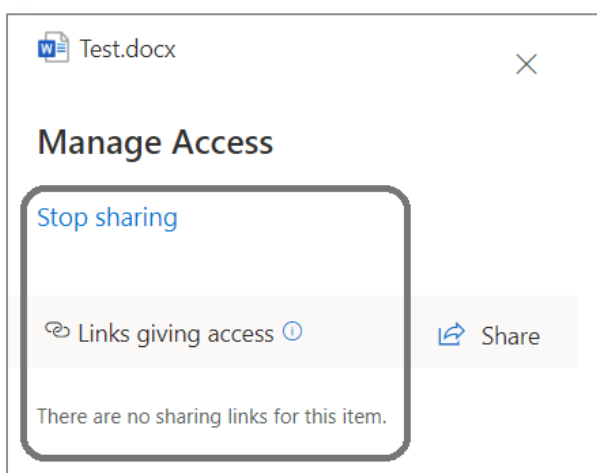 Test.docx
Manage Access
Stop sharing
Links giving access
Share
There are no sharing links for this item.